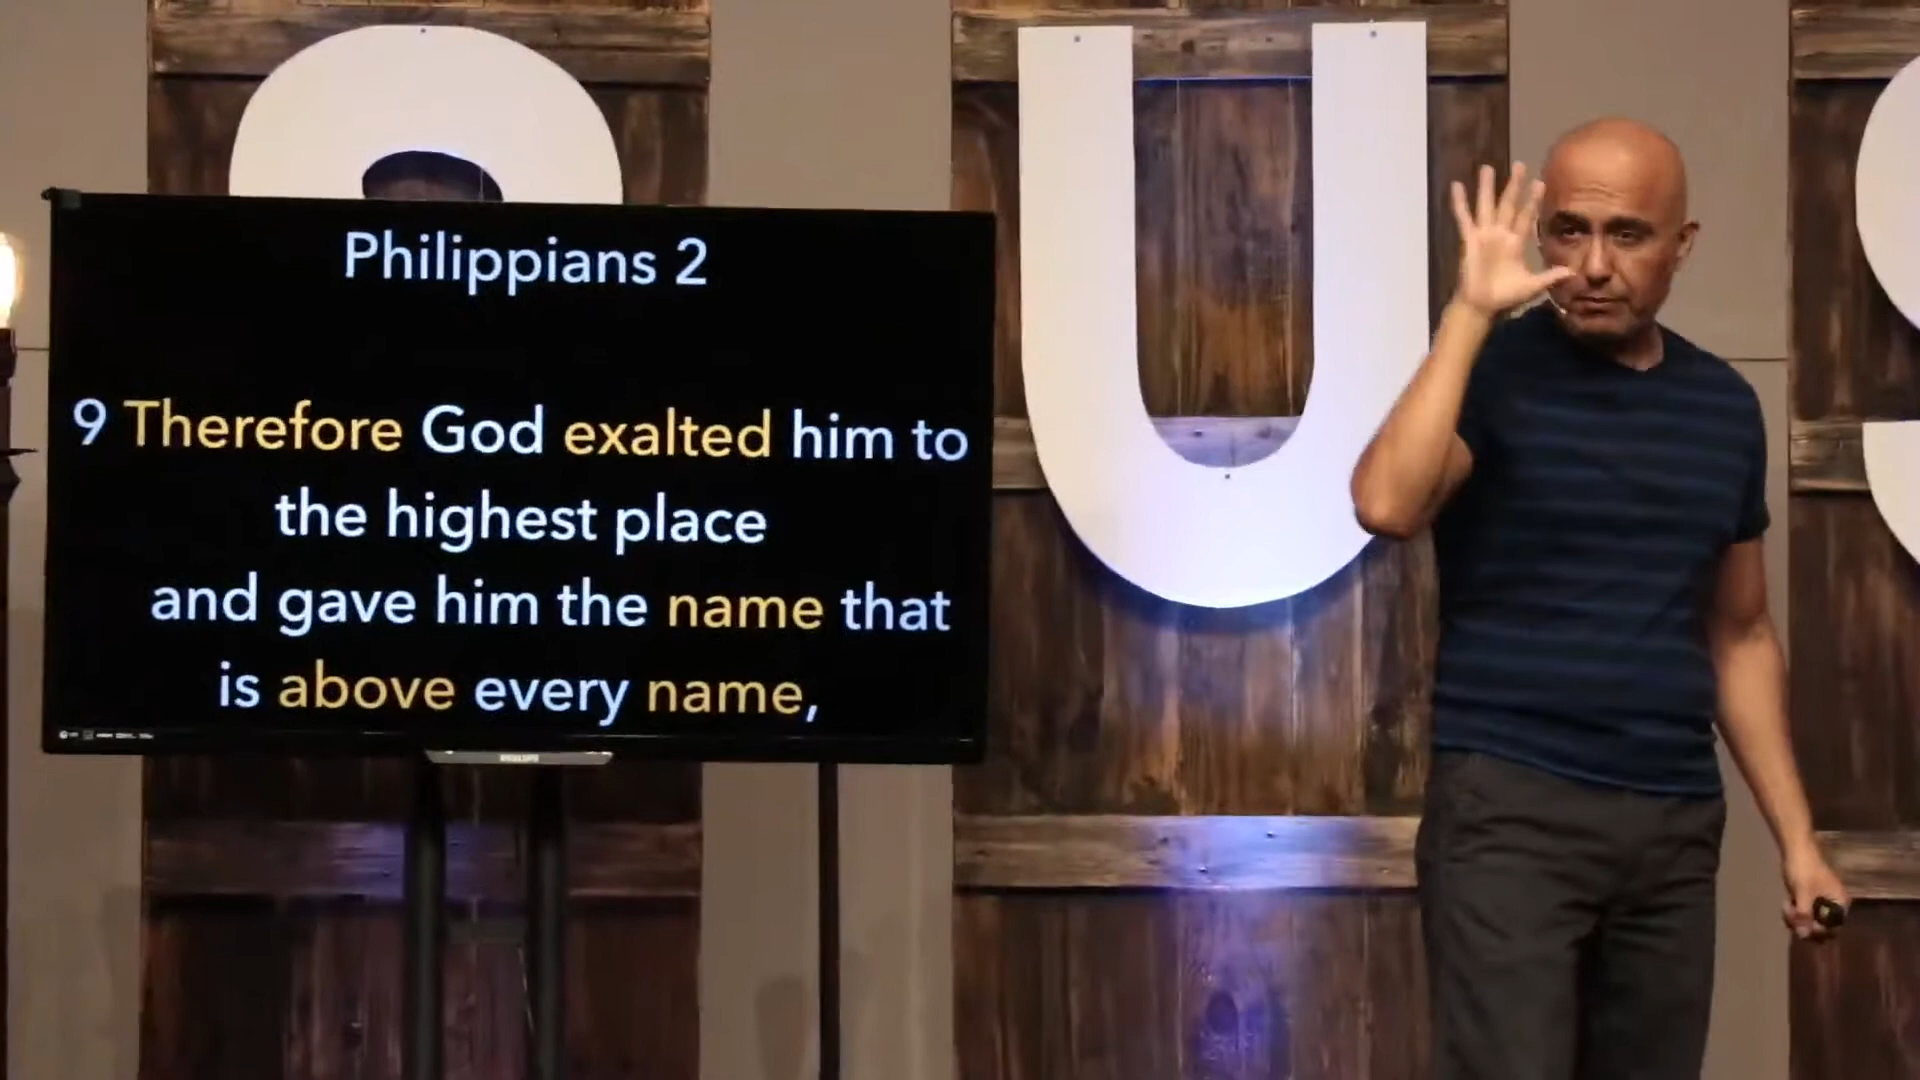 Philippians 2
9 Therefore God exalted him to
the highest place
and gave him the name that
is above every name,
PHILIPS
U